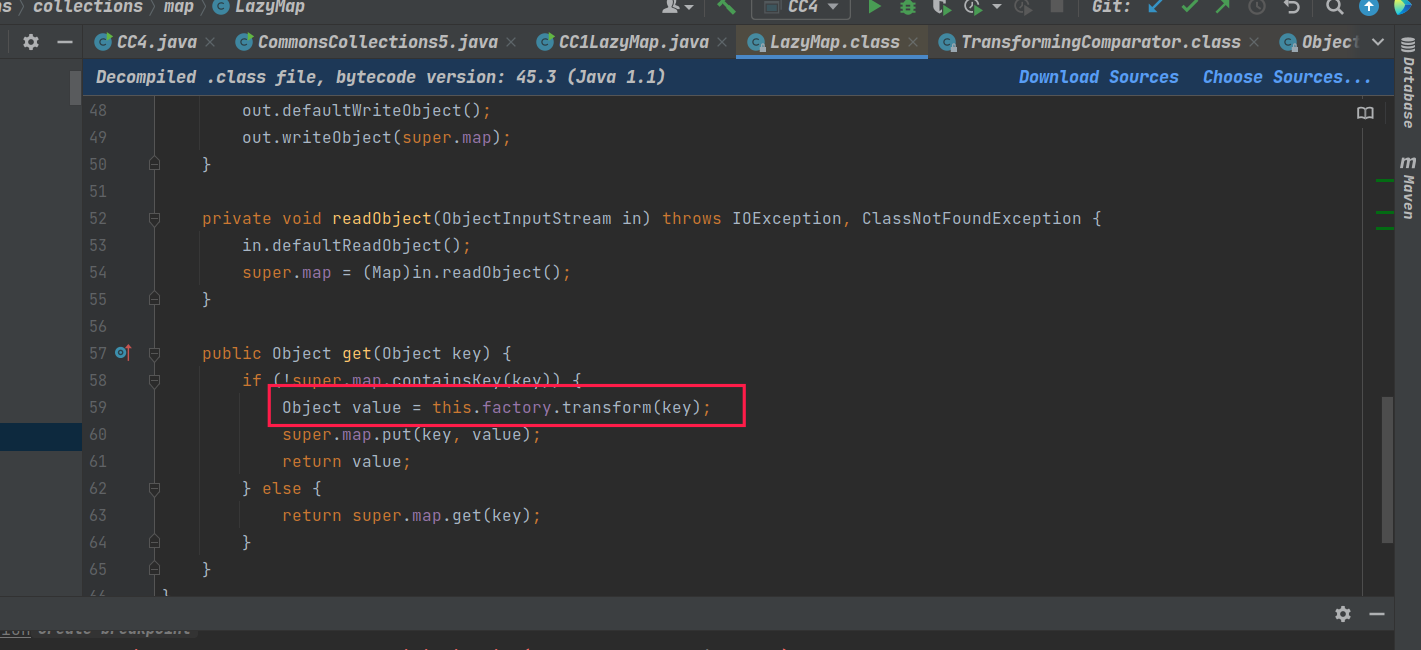 collections › map › LazyMap
CC4
Git:
CC4.java
CommonsCollections5.java
CC1LazyMap.java
LazyMap.class
TransformingComparator.class
Object
Decompiled .class file, bytecode version: 45.3 (Java 1.1)
Download Sources
Choose Sources...
Database
Maven
48 out.defaultWriteObject();
49 out.writeObject(super.map);
50 }
51
52 private void readObject(ObjectInputStream in) throws IOException, ClassNotFoundException {
53 in.defaultReadObject();
54 super.map = (Map)in.readObject();
55 }
56
57 public Object get(Object key) {
58 if (!super.map.containsKey(key)) {
59 Object value = this.factory.transform(key);
60 super.map.put(key, value);
61 return value;
62 } else {
63 return super.map.get(key);
64 }
65 }
66 }
create breakpoint